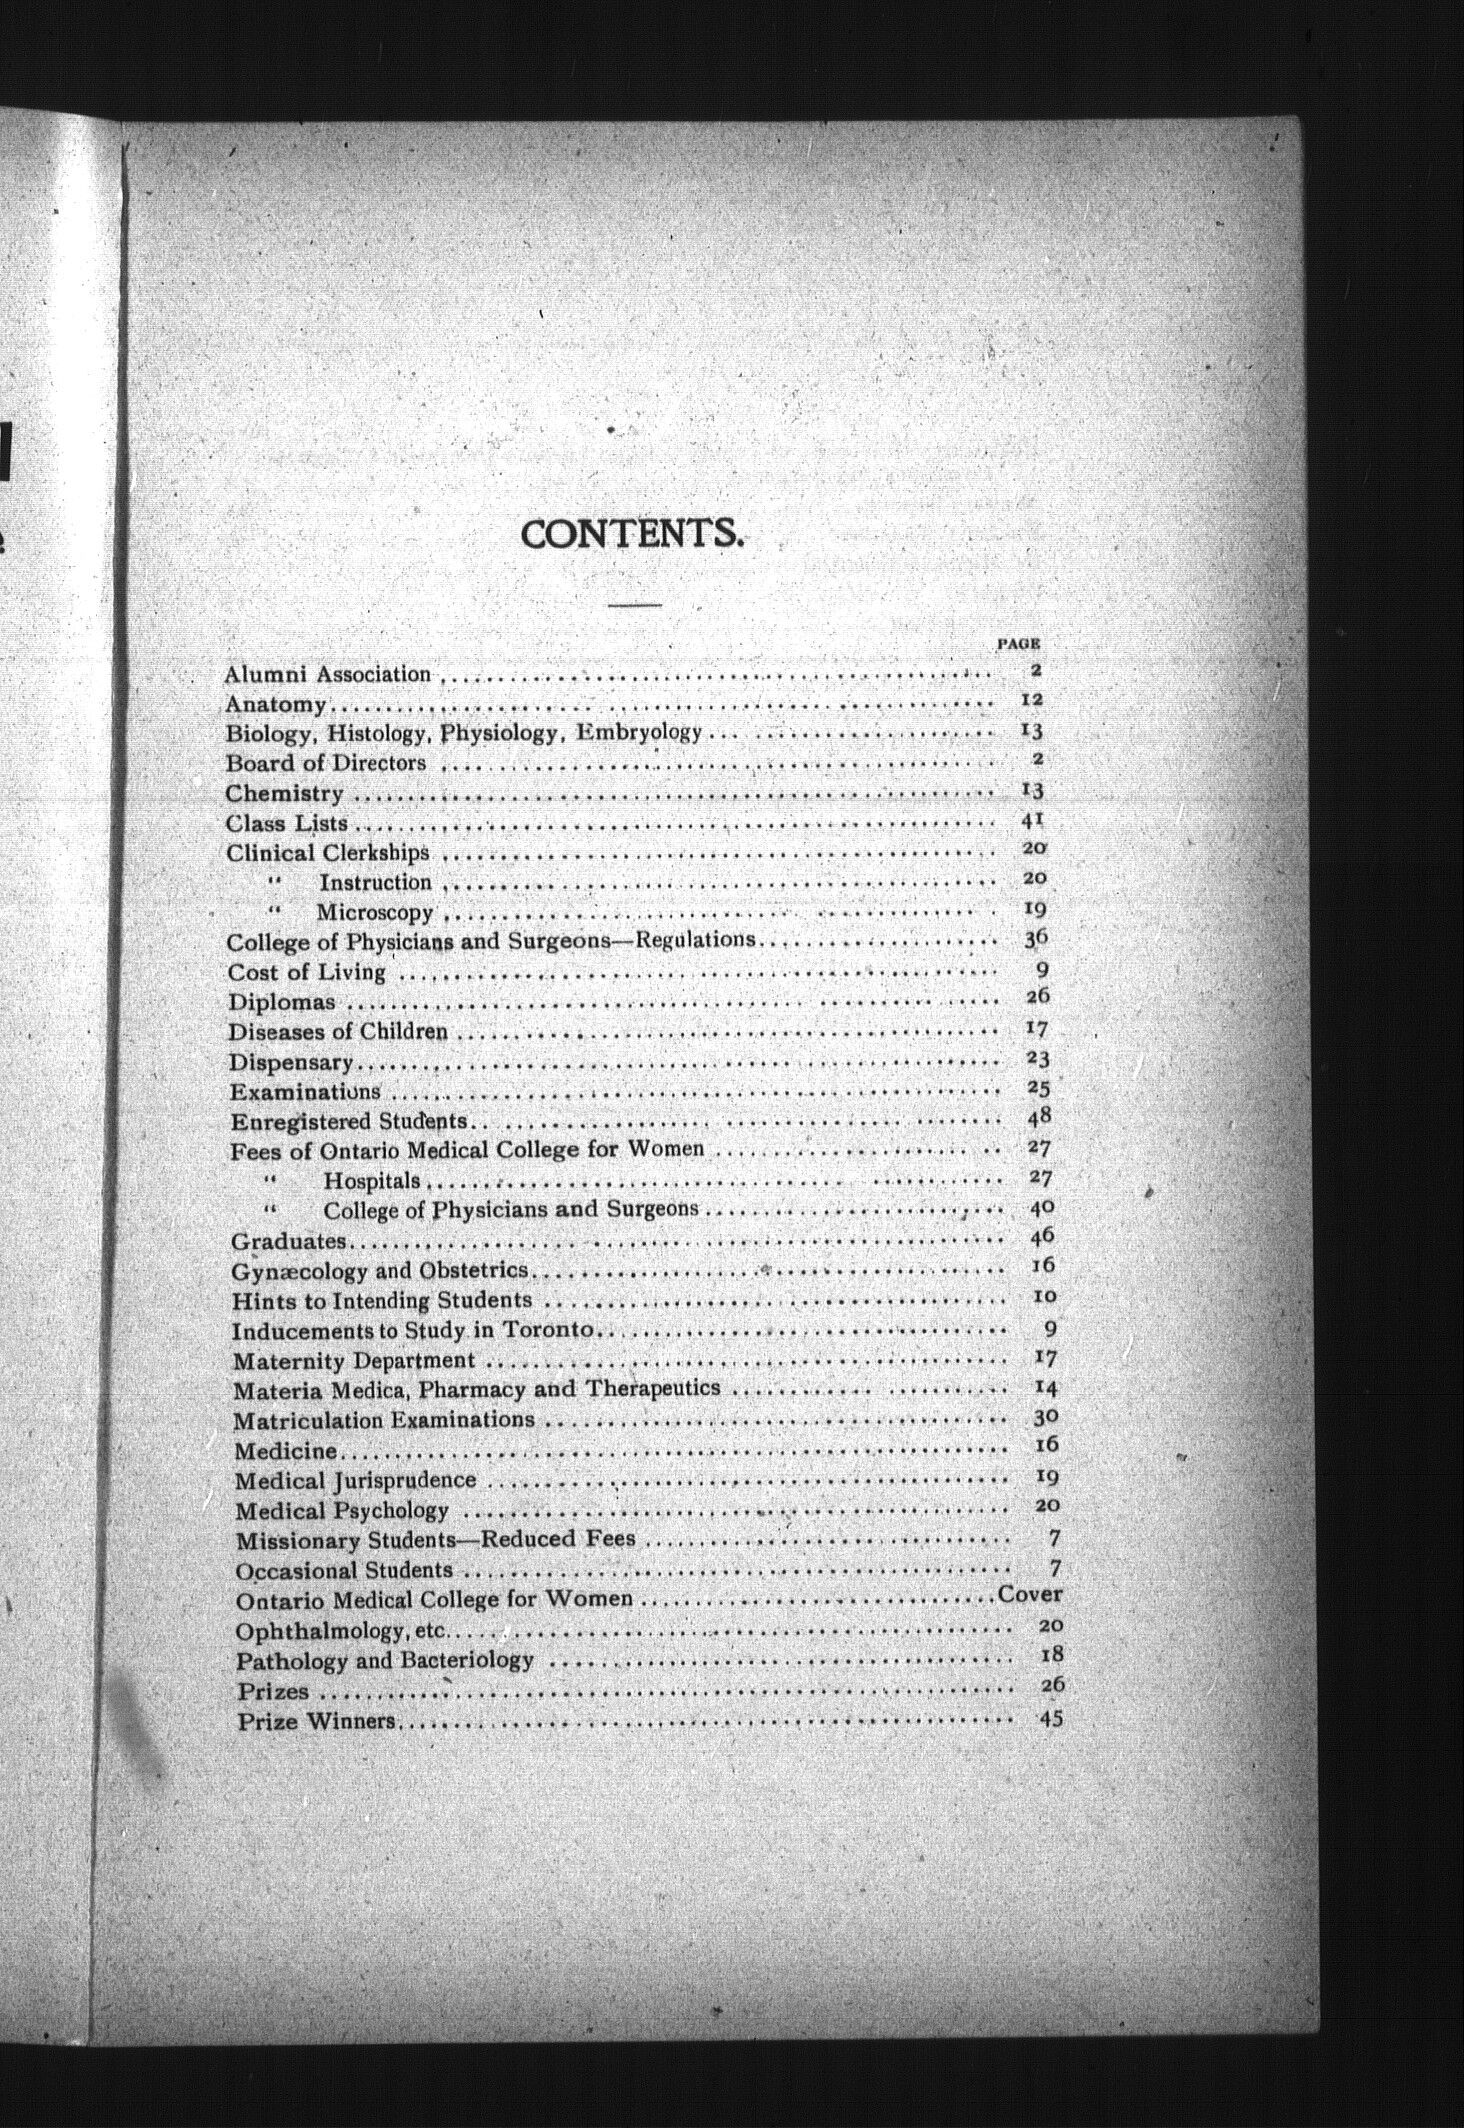 CONTENTS.
PAGE
Alumni Association ........ 2
Anatomy ........ 12
Biology, Histology, Physiology, Embryology ........ 13
Board of Directors ........ 2
Chemistry ........ 13
Class Lists ........ 41
Clinical Clerkships ........ 20
" Instruction ........ 20
" Microscopy ........ 19
College of Physicians and Surgeons—Regulations ........ 36
Cost of Living ........ 9
Diplomas ........ 26
Diseases of Children ........ 17
Dispensary ........ 23
Examinations ........ 25
Enregistered Students ........ 48
Fees of Ontario Medical College for Women ........ 27
" Hospitals ........ 27
" College of Physicians and Surgeons ........ 40
Graduates ........ 46
Gynæcology and Obstetrics ........ 16
Hints to Intending Students ........ 10
Inducements to Study in Toronto ........ 9
Maternity Department ........ 17
Materia Medica, Pharmacy and Therapeutics ........ 14
Matriculation Examinations ........ 30
Medicine ........ 16
Medical Jurisprudence ........ 19
Medical Psychology ........ 20
Missionary Students—Reduced Fees ........ 7
Occasional Students ........ 7
Ontario Medical College for Women ........ Cover
Ophthalmology, etc. ........ 20
Pathology and Bacteriology ........ 18
Prizes ........ 26
Prize Winners ........ 45